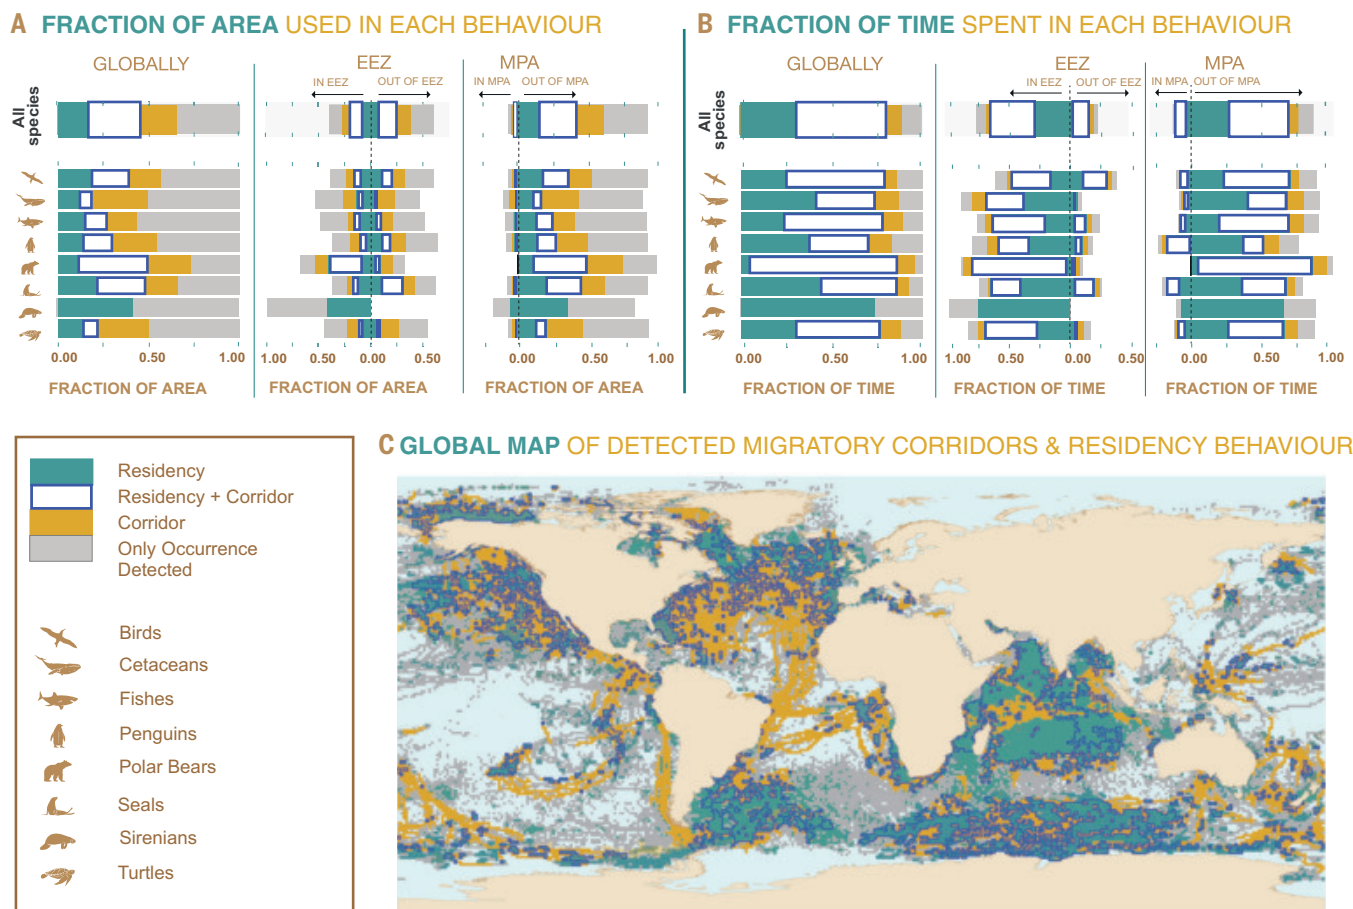 A FRACTION OF AREA USED IN EACH BEHAVIOUR
GLOBALLY
EEZ
MPA
IN EEZ
OUT OF EEZ
IN MPA
OUT OF MPA
All species
0.00 0.50 1.00
1.00 0.50 0.00 0.50
0.00 0.50 1.00
FRACTION OF AREA
FRACTION OF AREA
FRACTION OF AREA
B FRACTION OF TIME SPENT IN EACH BEHAVIOUR
GLOBALLY
EEZ
MPA
IN EEZ
OUT OF EEZ
IN MPA
OUT OF MPA
All species
0.00 0.50 1.00
1.00 0.50 0.00 0.50
0.00 0.50 1.00
FRACTION OF TIME
FRACTION OF TIME
FRACTION OF TIME
Residency
Residency + Corridor
Corridor
Only Occurrence
Detected
Birds
Cetaceans
Fishes
Penguins
Polar Bears
Seals
Sirenians
Turtles
C GLOBAL MAP OF DETECTED MIGRATORY CORRIDORS & RESIDENCY BEHAVIOUR